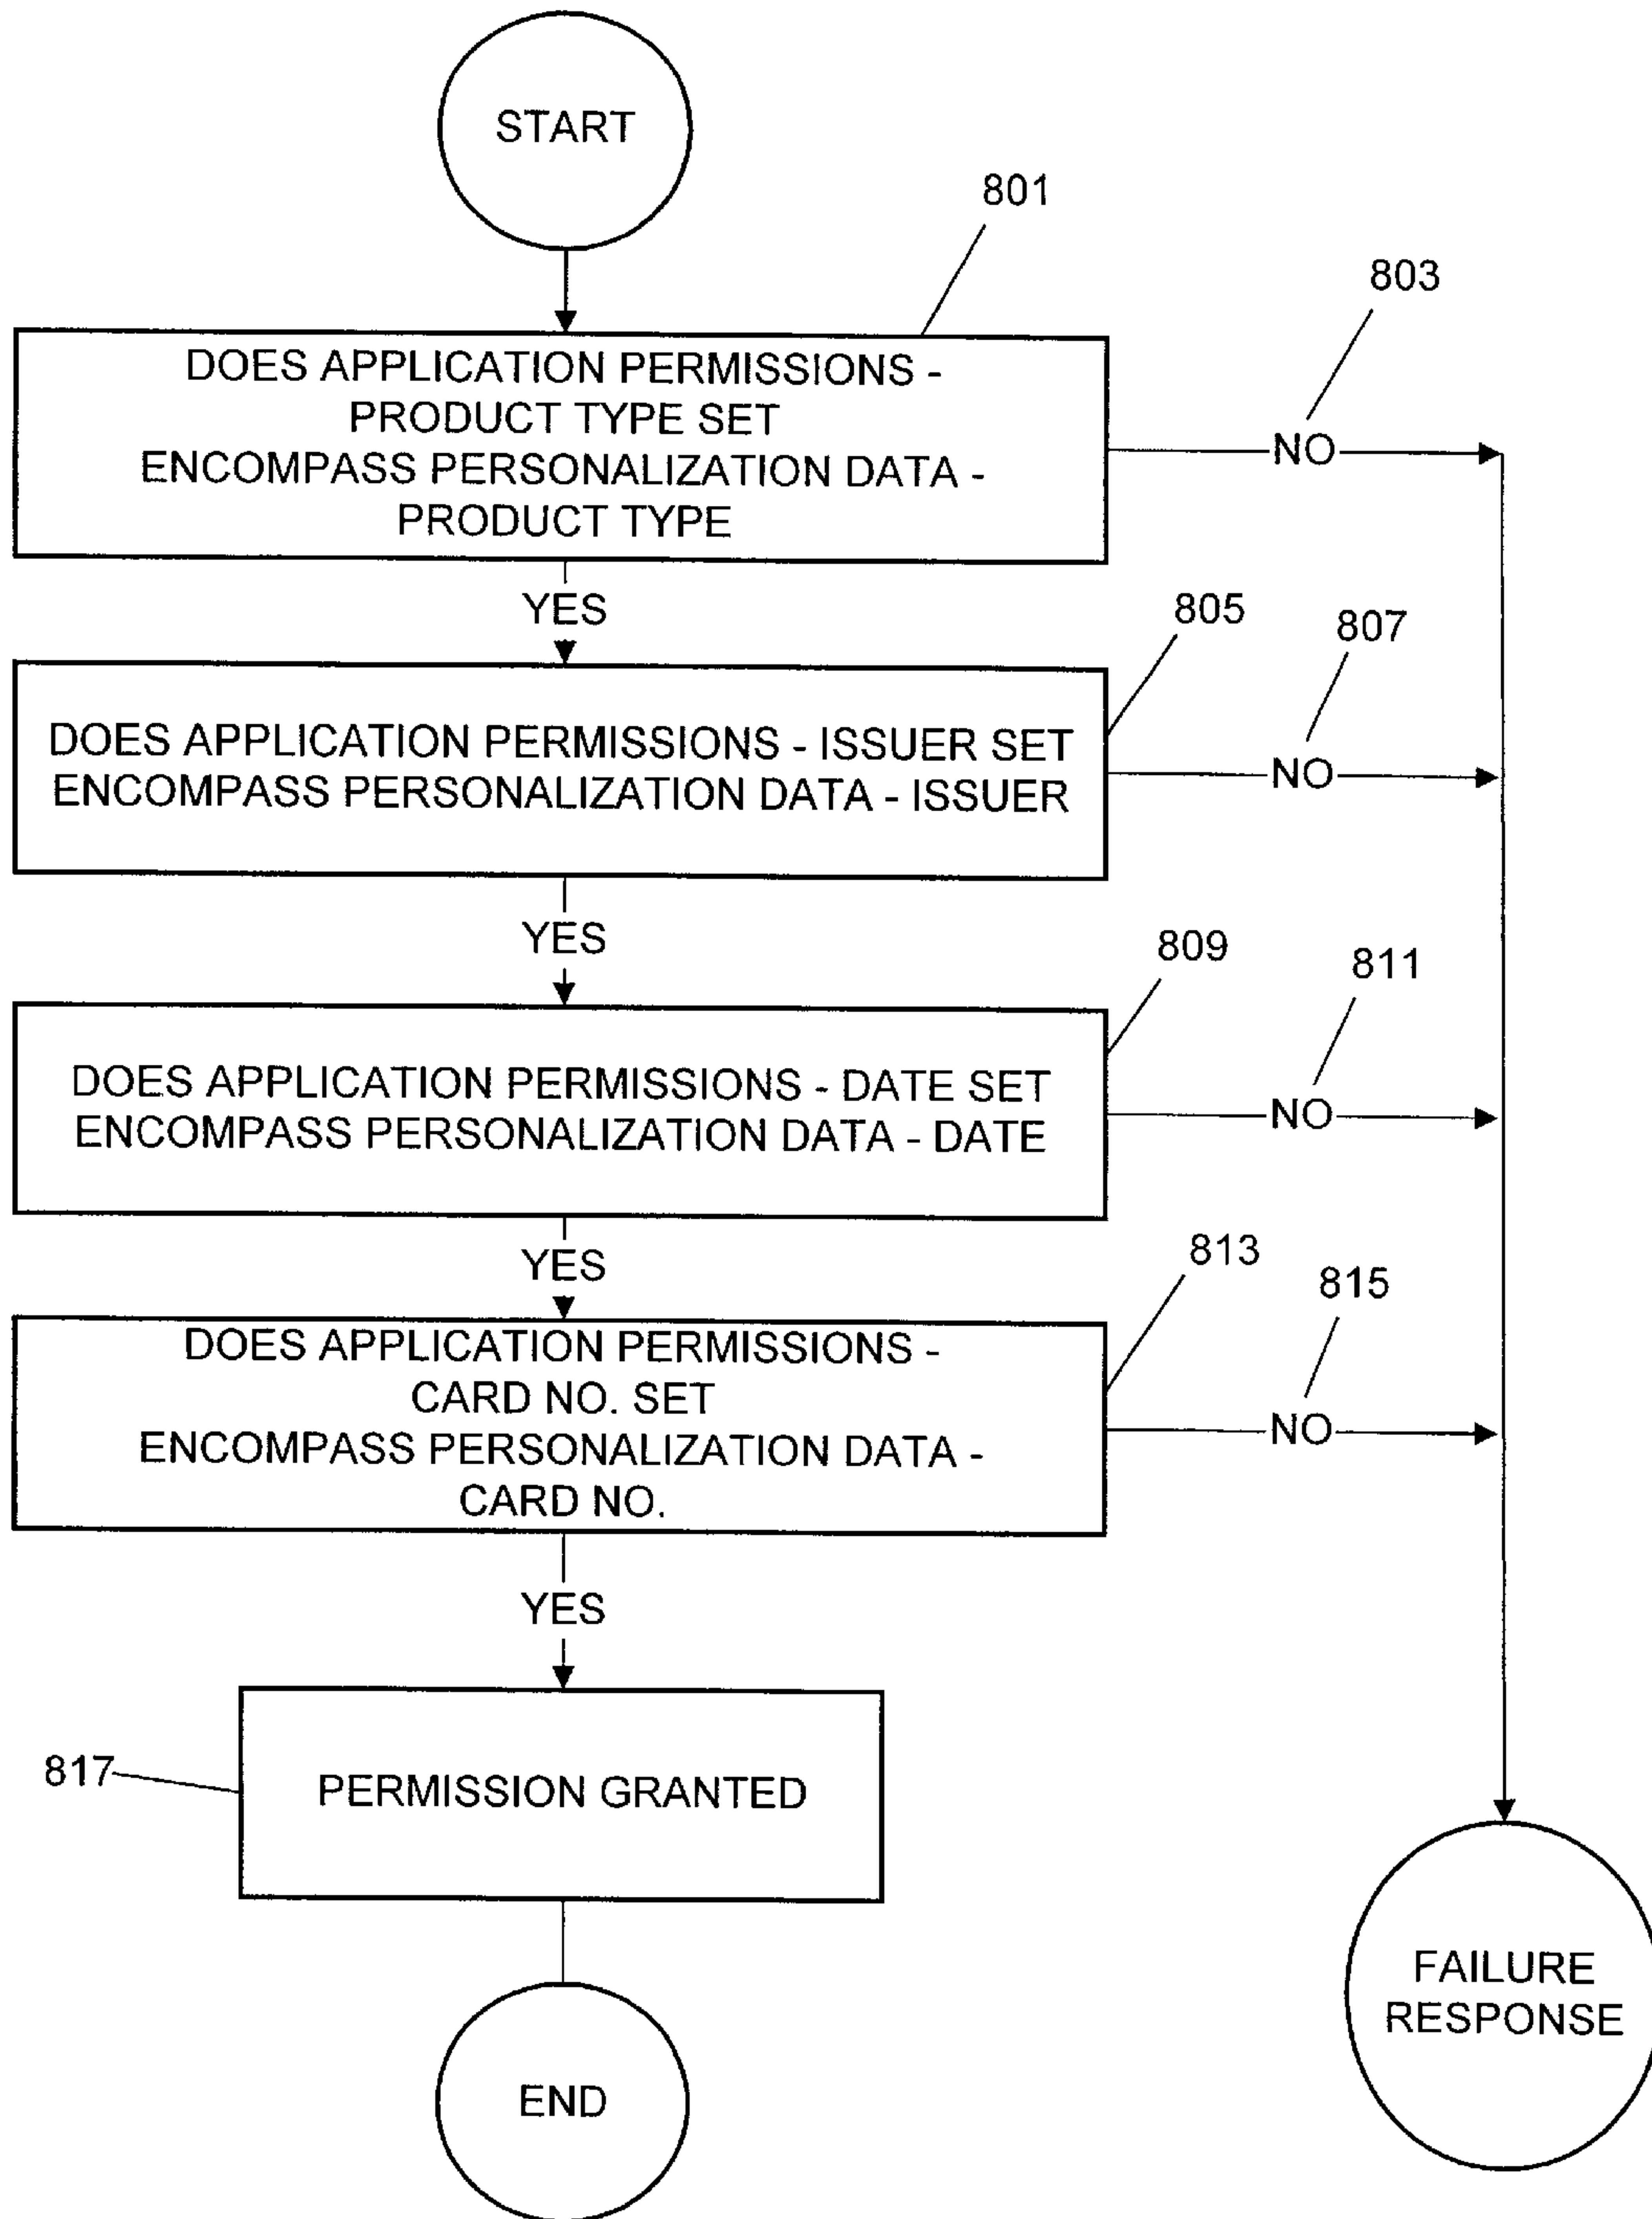 START
801
803
DOES APPLICATION PERMISSIONS -
PRODUCT TYPE SET
ENCOMPASS PERSONALIZATION DATA -
PRODUCT TYPE
NO
YES
805
807
DOES APPLICATION PERMISSIONS - ISSUER SET
ENCOMPASS PERSONALIZATION DATA - ISSUER
NO
YES
809
811
DOES APPLICATION PERMISSIONS - DATE SET
ENCOMPASS PERSONALIZATION DATA - DATE
NO
YES
813
815
DOES APPLICATION PERMISSIONS -
CARD NO. SET
ENCOMPASS PERSONALIZATION DATA -
CARD NO.
NO
YES
817
PERMISSION GRANTED
FAILURE
RESPONSE
END